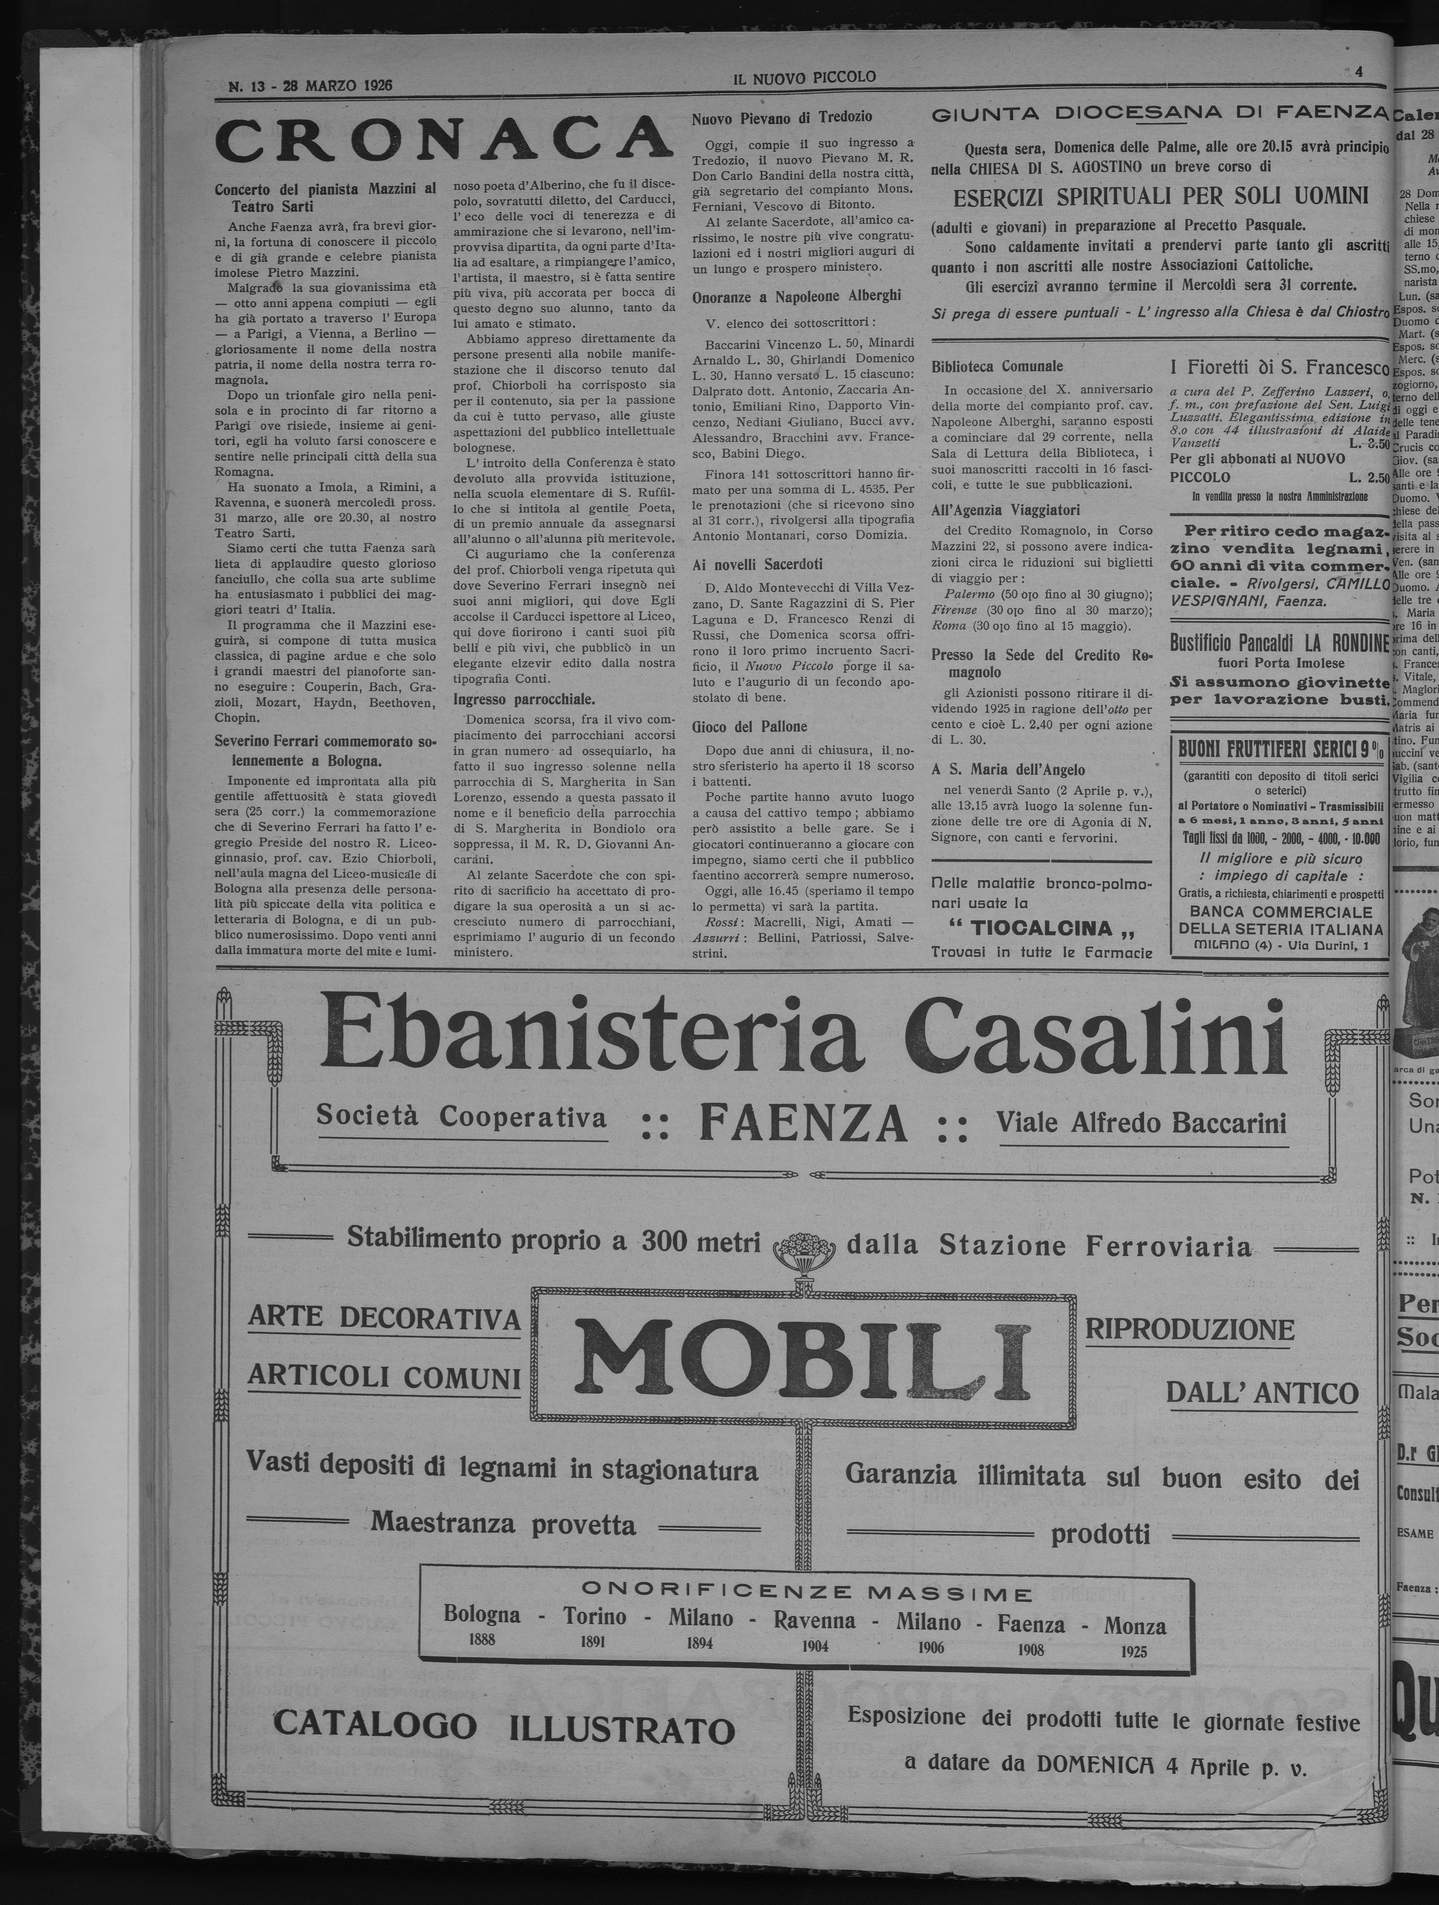 N. 13 - 28 MARZO 1926
IL NUOVO PICCOLO
4
CRONACA
Concerto del pianista Mazzini al
Teatro Sarti
Anche Faenza avrà, fra brevi gior-
ni, la fortuna di conoscere il piccolo
e di già grande e celebre pianista
imolese Pietro Mazzini.
Malgrado la sua giovanissima età
— otto anni appena compiuti — egli
ha già portato a traverso l' Europa
— a Parigi, a Vienna, a Berlino —
gloriosamente il nome della nostra
patria, il nome della nostra terra ro-
magnola.
Dopo un trionfale giro nella peni-
sola e in procinto di far ritorno a
Parigi ove risiede, insieme ai geni-
tori, egli ha voluto farsi conoscere e
sentire nelle principali città della sua
Romagna.
Ha suonato a Imola, a Rimini, a
Ravenna, e suonerà mercoledì pross.
31 marzo, alle ore 20.30, al nostro
Teatro Sarti.
Siamo certi che tutta Faenza sarà
lieta di applaudire questo glorioso
fanciullo, che colla sua arte sublime
ha entusiasmato i pubblici dei mag-
giori teatri d' Italia.
Il programma che il Mazzini ese-
guirà, si compone di tutta musica
classica, di pagine ardue e che solo
i grandi maestri del pianoforte san-
no eseguire : Couperin, Bach, Gra-
zioli, Mozart, Haydn, Beethoven,
Chopin.
Severino Ferrari commemorato so-
lennemente a Bologna.
Imponente ed improntata alla più
gentile affettuosità è stata giovedì
sera (25 corr.) la commemorazione
che di Severino Ferrari ha fatto l' e-
gregio Preside del nostro R. Liceo-
ginnasio, prof. cav. Ezio Chiorboli,
nell'aula magna del Liceo-musicale di
Bologna alla presenza delle persona-
lità più spiccate della vita politica e
letteraria di Bologna, e di un pub-
blico numerosissimo. Dopo venti anni
dalla immatura morte del mite e lumi-
noso poeta d'Alberino, che fu il disce-
polo, sovratutti diletto, del Carducci,
l' eco delle voci di tenerezza e di
ammirazione che si levarono, nell'im-
provvisa dipartita, da ogni parte d'Ita-
lia ad esaltare, a rimpiangere l'amico,
l'artista, il maestro, si è fatta sentire
più viva, più accorata per bocca di
questo degno suo alunno, tanto da
lui amato e stimato.
Abbiamo appreso direttamente da
persone presenti alla nobile manife-
stazione che il discorso tenuto dal
prof. Chiorboli ha corrisposto sia
per il contenuto, sia per la passione
da cui è tutto pervaso, alle giuste
aspettazioni del pubblico intellettuale
bolognese.
L' introito della Conferenza è stato
devoluto alla provvida istituzione,
nella scuola elementare di S. Ruffil-
lo che si intitola al gentile Poeta,
di un premio annuale da assegnarsi
all'alunno o all'alunna più meritevole.
Ci auguriamo che la conferenza
del prof. Chiorboli venga ripetuta qui
dove Severino Ferrari insegnò nei
suoi anni migliori, qui dove Egli
accolse il Carducci ispettore al Liceo,
qui dove fiorirono i canti suoi più
belli e più vivi, che pubblicò in un
elegante elzevir edito dalla nostra
tipografia Conti.
Ingresso parrocchiale.
Domenica scorsa, fra il vivo com-
piacimento dei parrocchiani accorsi
in gran numero ad ossequiarlo, ha
fatto il suo ingresso solenne nella
parrocchia di S. Margherita in San
Lorenzo, essendo a questa passato il
nome e il beneficio della parrocchia
di S. Margherita in Bondiolo ora
soppressa, il M. R. D. Giovanni An-
carani.
Al zelante Sacerdote che con spi-
rito di sacrificio ha accettato di pro-
digare la sua operosità a un si ac-
cresciuto numero di parrocchiani,
esprimiamo l' augurio di un fecondo
ministero.
Nuovo Pievano di Tredozio
Oggi, compie il suo ingresso a
Tredozio, il nuovo Pievano M. R.
Don Carlo Bandini della nostra città,
già segretario del compianto Mons.
Ferniani, Vescovo di Bitonto.
Al zelante Sacerdote, all'amico ca-
rissimo, le nostre più vive congratu-
lazioni ed i nostri migliori auguri di
un lungo e prospero ministero.
Onoranze a Napoleone Alberghi
V. elenco dei sottoscrittori :
Baccarini Vincenzo L. 50, Minardi
Arnaldo L. 30, Ghirlandi Domenico
L. 30. Hanno versato L. 15 ciascuno:
Dalprato dott. Antonio, Zaccaria An-
tonio, Emiliani Rino, Dapporto Vin-
cenzo, Nediani Giuliano, Bucci avv.
Alessandro, Bracchini avv. France-
sco, Babini Diego.
Finora 141 sottoscrittori hanno fir-
mato per una somma di L. 4535. Per
le prenotazioni (che si ricevono sino
al 31 corr.), rivolgersi alla tipografia
Antonio Montanari, corso Domizia.
Ai novelli Sacerdoti
D. Aldo Montevecchi di Villa Vez-
zano, D. Sante Ragazzini di S. Pier
Laguna e D. Francesco Renzi di
Russi, che Domenica scorsa offri-
rono il loro primo incruento Sacri-
ficio, il Nuovo Piccolo porge il sa-
luto e l'augurio di un fecondo apo-
stolato di bene.
Gioco del Pallone
Dopo due anni di chiusura, il no-
stro sferisterio ha aperto il 18 scorso
i battenti.
Poche partite hanno avuto luogo
a causa del cattivo tempo ; abbiamo
però assistito a belle gare. Se i
giocatori continueranno a giocare con
impegno, siamo certi che il pubblico
faentino accorrerà sempre numeroso.
Oggi, alle 16.45 (speriamo il tempo
lo permetta) vi sarà la partita.
Rossi : Macrelli, Nigi, Amati —
Azzurri : Bellini, Patriossi, Salve-
strini.
GIUNTA DIOCESANA DI FAENZA
Questa sera, Domenica delle Palme, alle ore 20.15 avrà principio
nella CHIESA DI S. AGOSTINO un breve corso di
ESERCIZI SPIRITUALI PER SOLI UOMINI
(adulti e giovani) in preparazione al Precetto Pasquale.
Sono caldamente invitati a prendervi parte tanto gli ascritti
quanto i non ascritti alle nostre Associazioni Cattoliche.
Gli esercizi avranno termine il Mercoldì sera 31 corrente.
Si prega di essere puntuali - L' ingresso alla Chiesa è dal Chiostro
Biblioteca Comunale
In occasione del X. anniversario
della morte del compianto prof. cav.
Napoleone Alberghi, saranno esposti
a cominciare dal 29 corrente, nella
Sala di Lettura della Biblioteca, i
suoi manoscritti raccolti in 16 fasci-
coli, e tutte le sue pubblicazioni.
All'Agenzia Viaggiatori
del Credito Romagnolo, in Corso
Mazzini 22, si possono avere indica-
zioni circa le riduzioni sui biglietti
di viaggio per :
Palermo (50 o|o fino al 30 giugno);
Firenze (30 o|o fino al 30 marzo);
Roma (30 o|o fino al 15 maggio).
Presso la Sede del Credito Ro-
magnolo
gli Azionisti possono ritirare il di-
videndo 1925 in ragione dell'otto per
cento e cioè L. 2.40 per ogni azione
di L. 30.
A S. Maria dell'Angelo
nel venerdì Santo (2 Aprile p. v.),
alle 13,15 avrà luogo la solenne fun-
zione delle tre ore di Agonia di N.
Signore, con canti e fervorini.
Nelle malattie bronco-polmo-
nari usate la
“ TIOCALCINA „
Trovasi in tutte le Farmacie
I Fioretti di S. Francesco
a cura del P. Zefferino Lazzeri, o.
f. m., con prefazione del Sen. Luigi
Luzzatti. Elegantissima edizione in
8.o con 44 illustrazioni di Alaide
Vanzetti L. 3.50
Per gli abbonati al NUOVO
PICCOLO L. 2.50
In vendita presso la nostra Amministrazione
Per ritiro cedo magaz-
zino vendita legnami,
60 anni di vita commer-
ciale. - Rivolgersi, CAMILLO
VESPIGNANI, Faenza.
Bustificio Pancaldi LA RONDINE
fuori Porta Imolese
Si assumono giovinette
per lavorazione busti.
BUONI FRUTTIFERI SERICI 9 %
(garantiti con deposito di titoli serici
o seterici)
al Portatore o Nominativi - Trasmissibili
a 6 mesi, 1 anno, 3 anni, 5 anni
Tagli fissi da 1000, - 2000, - 4000, - 10.000
Il migliore e più sicuro
: impiego di capitale :
Gratis, a richiesta, chiarimenti e prospetti
BANCA COMMERCIALE
DELLA SETERIA ITALIANA
MILANO (4) - Via Durini, 1
Ebanisteria Casalini
Società Cooperativa :: FAENZA :: Viale Alfredo Baccarini
Stabilimento proprio a 300 metri dalla Stazione Ferroviaria
ARTE DECORATIVA
ARTICOLI COMUNI
MOBILI
RIPRODUZIONE
DALL' ANTICO
Vasti depositi di legnami in stagionatura
Maestranza provetta
Garanzia illimitata sul buon esito dei
prodotti
ONORIFICENZE MASSIME
Bologna - Torino - Milano - Ravenna - Milano - Faenza - Monza
1888 1891 1894 1904 1906 1908 1925
CATALOGO ILLUSTRATO
Esposizione dei prodotti tutte le giornate festive
a datare da DOMENICA 4 Aprile p. v.